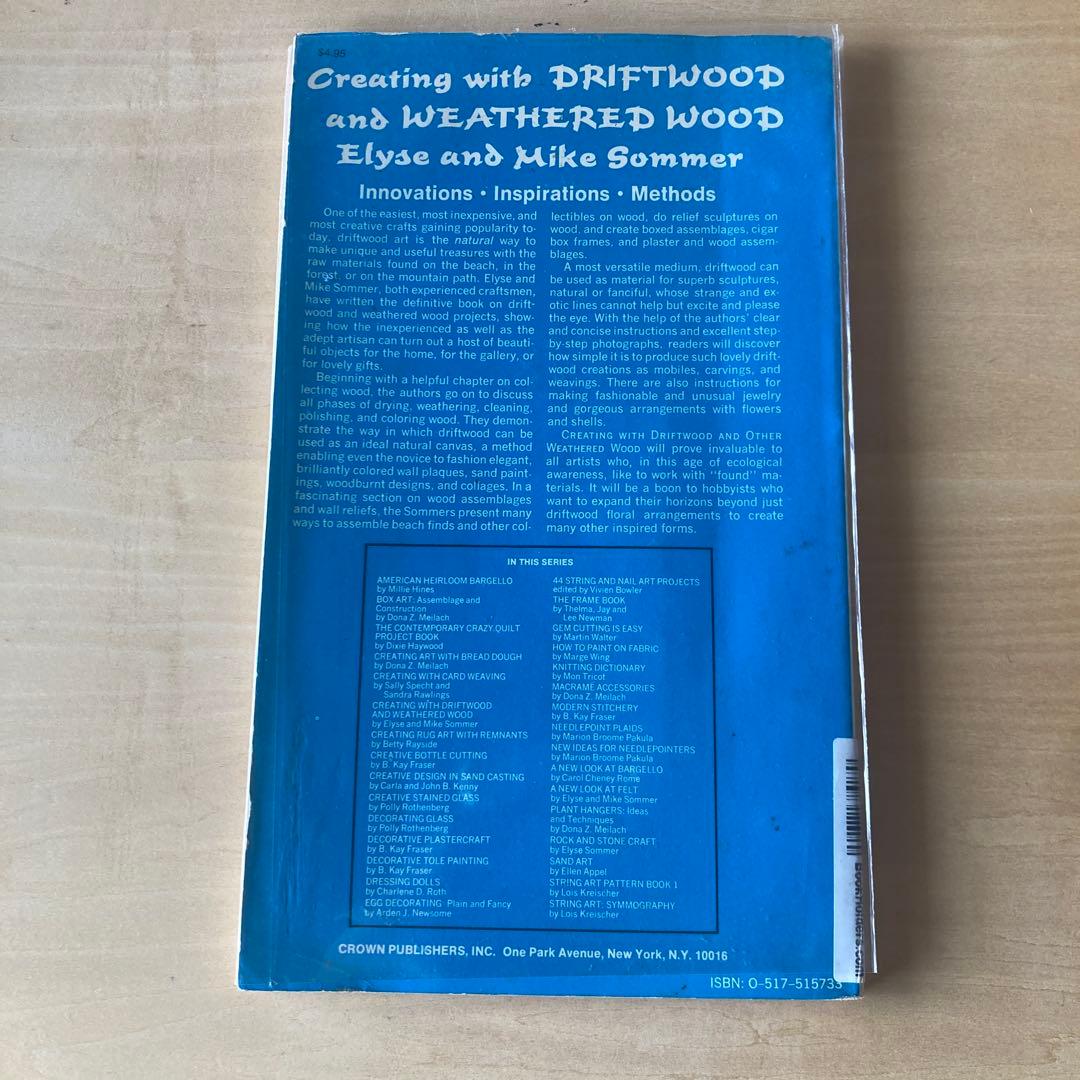 $4.95
Creating with DRIFTWOOD
and WEATHERED WOOD
Elyse and Mike Sommer
Innovations • Inspirations • Methods
One of the easiest, most inexpensive, and
most creative crafts gaining popularity to-
day, driftwood art is the natural way to
make unique and useful treasures with the
raw materials found on the beach, in the
forest, or on the mountain path. Elyse and
Mike Sommer, both experienced craftsmen,
have written the definitive book on drift-
wood and weathered wood projects, show-
ing how the inexperienced as well as the
adept artisan can turn out a host of beauti-
ful objects for the home, for the gallery, or
for lovely gifts.
Beginning with a helpful chapter on col-
lecting wood, the authors go on to discuss
all phases of drying, weathering, cleaning,
polishing, and coloring wood. They demon-
strate the way in which driftwood can be
used as an ideal natural canvas, a method
enabling even the novice to fashion elegant,
brilliantly colored wall plaques, sand paint-
ings, woodburnt designs, and collages. In a
fascinating section on wood assemblages
and wall reliefs, the Sommers present many
ways to assemble beach finds and other col-
lectibles on wood, do relief sculptures on
wood, and create boxed assemblages, cigar
box frames, and plaster and wood assem-
blages.
A most versatile medium, driftwood can
be used as material for superb sculptures,
natural or fanciful, whose strange and ex-
otic lines cannot help but excite and please
the eye. With the help of the authors' clear
and concise instructions and excellent step-
by-step photographs, readers will discover
how simple it is to produce such lovely drift-
wood creations as mobiles, carvings, and
weavings. There are also instructions for
making fashionable and unusual jewelry
and gorgeous arrangements with flowers
and shells.
CREATING WITH DRIFTWOOD AND OTHER
WEATHERED WOOD will prove invaluable to
all artists who, in this age of ecological
awareness, like to work with "found" ma-
terials. It will be a boon to hobbyists who
want to expand their horizons beyond just
driftwood floral arrangements to create
many other inspired forms.
IN THIS SERIES
AMERICAN HEIRLOOM BARGELLO
by Millie Hines
BOX ART: Assemblage and
Construction
by Dona Z. Meilach
THE CONTEMPORARY CRAZY QUILT
PROJECT BOOK
by Dixie Haywood
CREATING ART WITH BREAD DOUGH
by Dona Z. Meilach
CREATING WITH CARD WEAVING
by Sally Specht and
Sandra Rawlings
CREATING WITH DRIFTWOOD
AND WEATHERED WOOD
by Elyse and Mike Sommer
CREATING RUG ART WITH REMNANTS
by Betty Rayside
CREATIVE BOTTLE CUTTING
by B. Kay Fraser
CREATIVE DESIGN IN SAND CASTING
by Carla and John B. Kenny
CREATIVE STAINED GLASS
by Polly Rothenberg
DECORATING GLASS
by Polly Rothenberg
DECORATIVE PLASTERCRAFT
by B. Kay Fraser
DECORATIVE TOLE PAINTING
by B. Kay Fraser
DRESSING DOLLS
by Charlene D. Roth
EGG DECORATING: Plain and Fancy
by Arden J. Newsome
44 STRING AND NAIL ART PROJECTS
edited by Vivien Bowler
THE FRAME BOOK
by Thelma, Jay and
Lee Newman
GEM CUTTING IS EASY
by Martin Walter
HOW TO PAINT ON FABRIC
by Marge Wing
KNITTING DICTIONARY
by Mon Tricot
MACRAME ACCESSORIES
by Dona Z. Meilach
MODERN STITCHERY
by B. Kay Fraser
NEEDLEPOINT PLAIDS
by Marion Broome Pakula
NEW IDEAS FOR NEEDLEPOINTERS
by Marion Broome Pakula
A NEW LOOK AT BARGELLO
by Carol Cheney Rome
A NEW LOOK AT FELT
by Elyse and Mike Sommer
PLANT HANGERS: Ideas
and Techniques
by Dona Z. Meilach
ROCK AND STONE CRAFT
by Elyse Sommer
SAND ART
by Ellen Appel
STRING ART PATTERN BOOK 1
by Lois Kreischer
STRING ART: SYMMOGRAPHY
by Lois Kreischer
CROWN PUBLISHERS, INC. One Park Avenue, New York, N.Y. 10016
ISBN: 0-517-515733